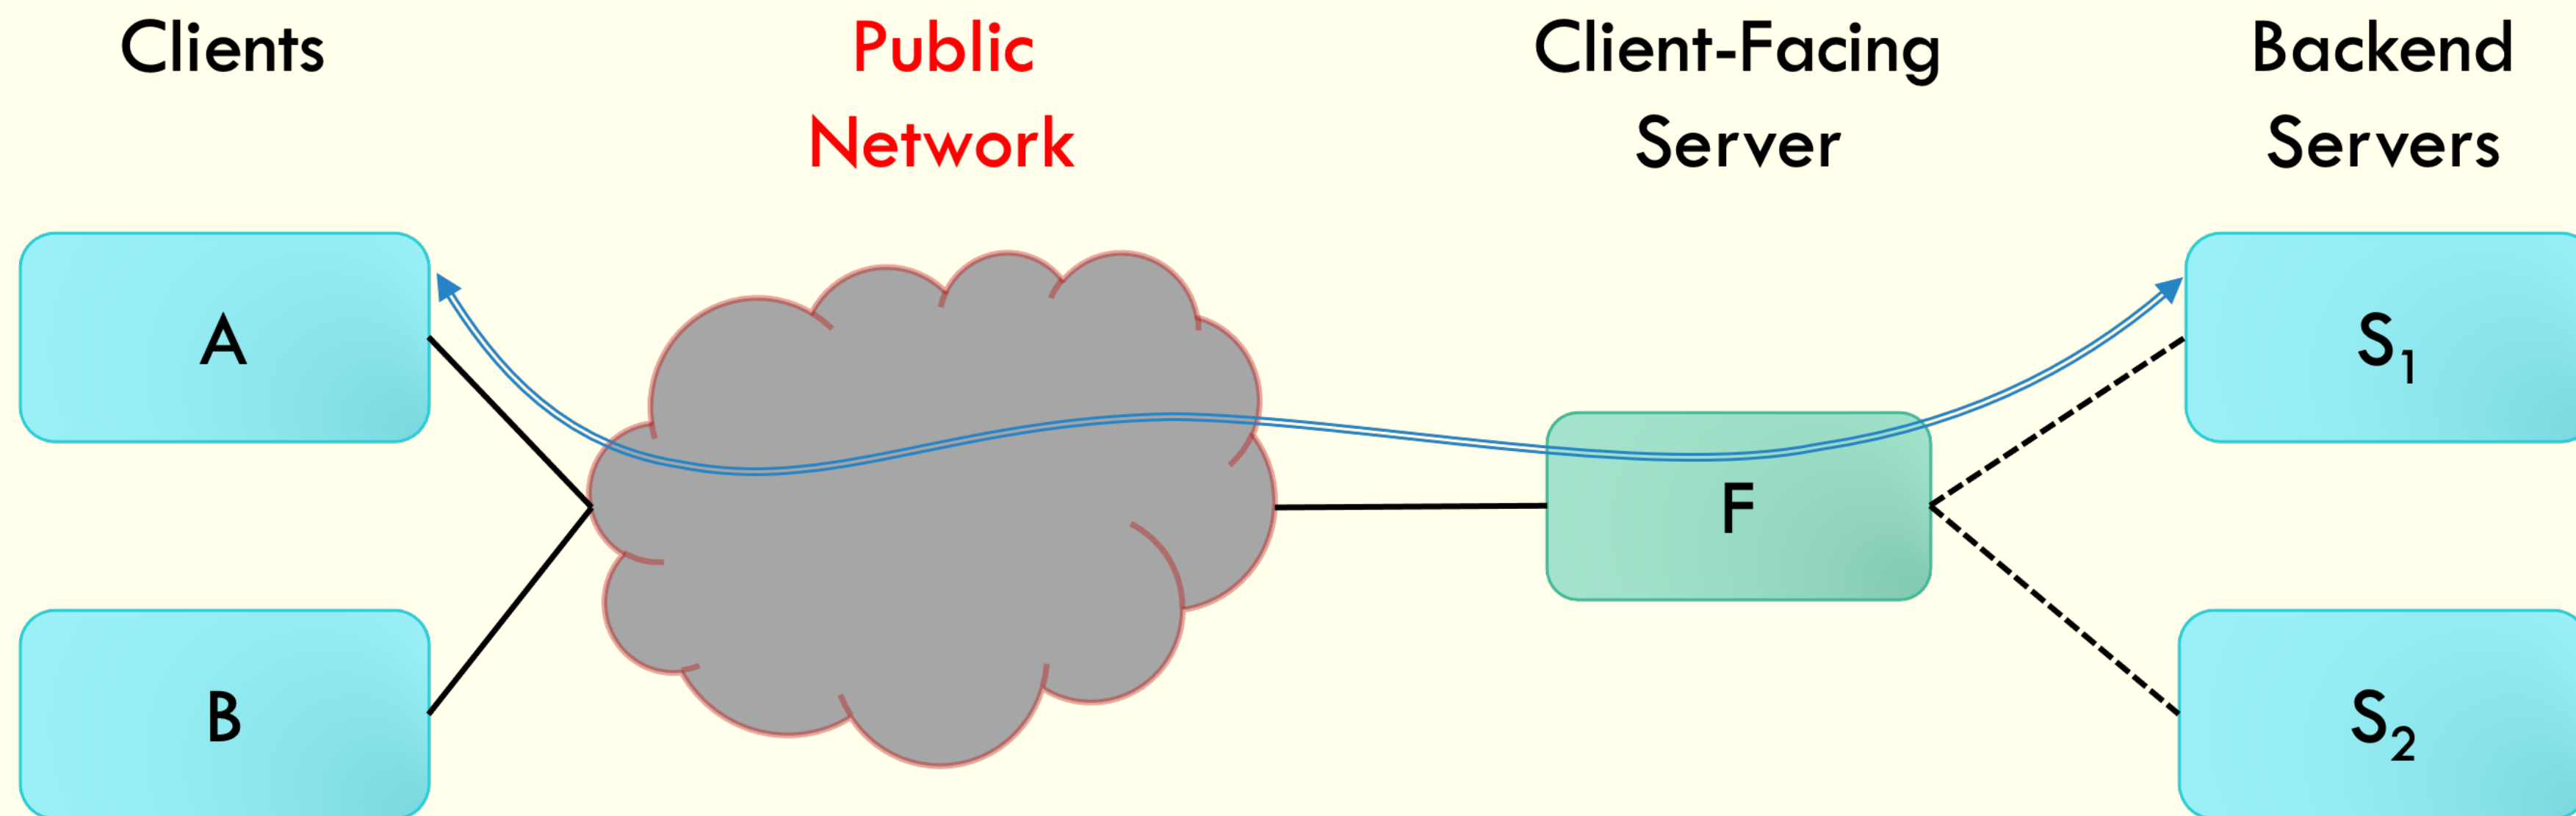 Clients
Public
Network
Client-Facing
Server
Backend
Servers
A
B
F
S₁
S₂